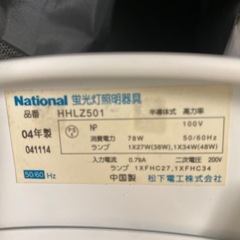 National 蛍光灯照明器具
品番 HHLZ501 半導体式 高力率
04年製 NP 100V
消費電力 78W 50/60Hz
041114 ランプ 1X27W(38W),1X34W(48W)
入力電流 0.79A 二次電圧 200V
50/60 Hz ランプ 1XFHC27,1XFHC34
中国製 松下電工株式会社